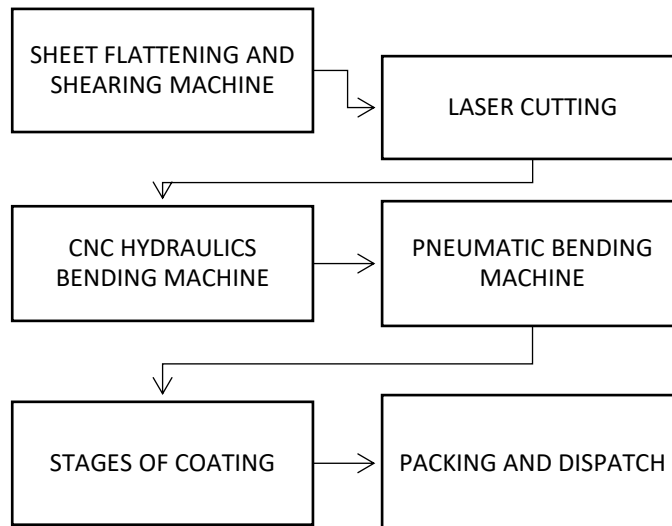 SHEET FLATTENING AND
SHEARING MACHINE
LASER CUTTING
CNC HYDRAULICS
BENDING MACHINE
PNEUMATIC BENDING
MACHINE
STAGES OF COATING
PACKING AND DISPATCH